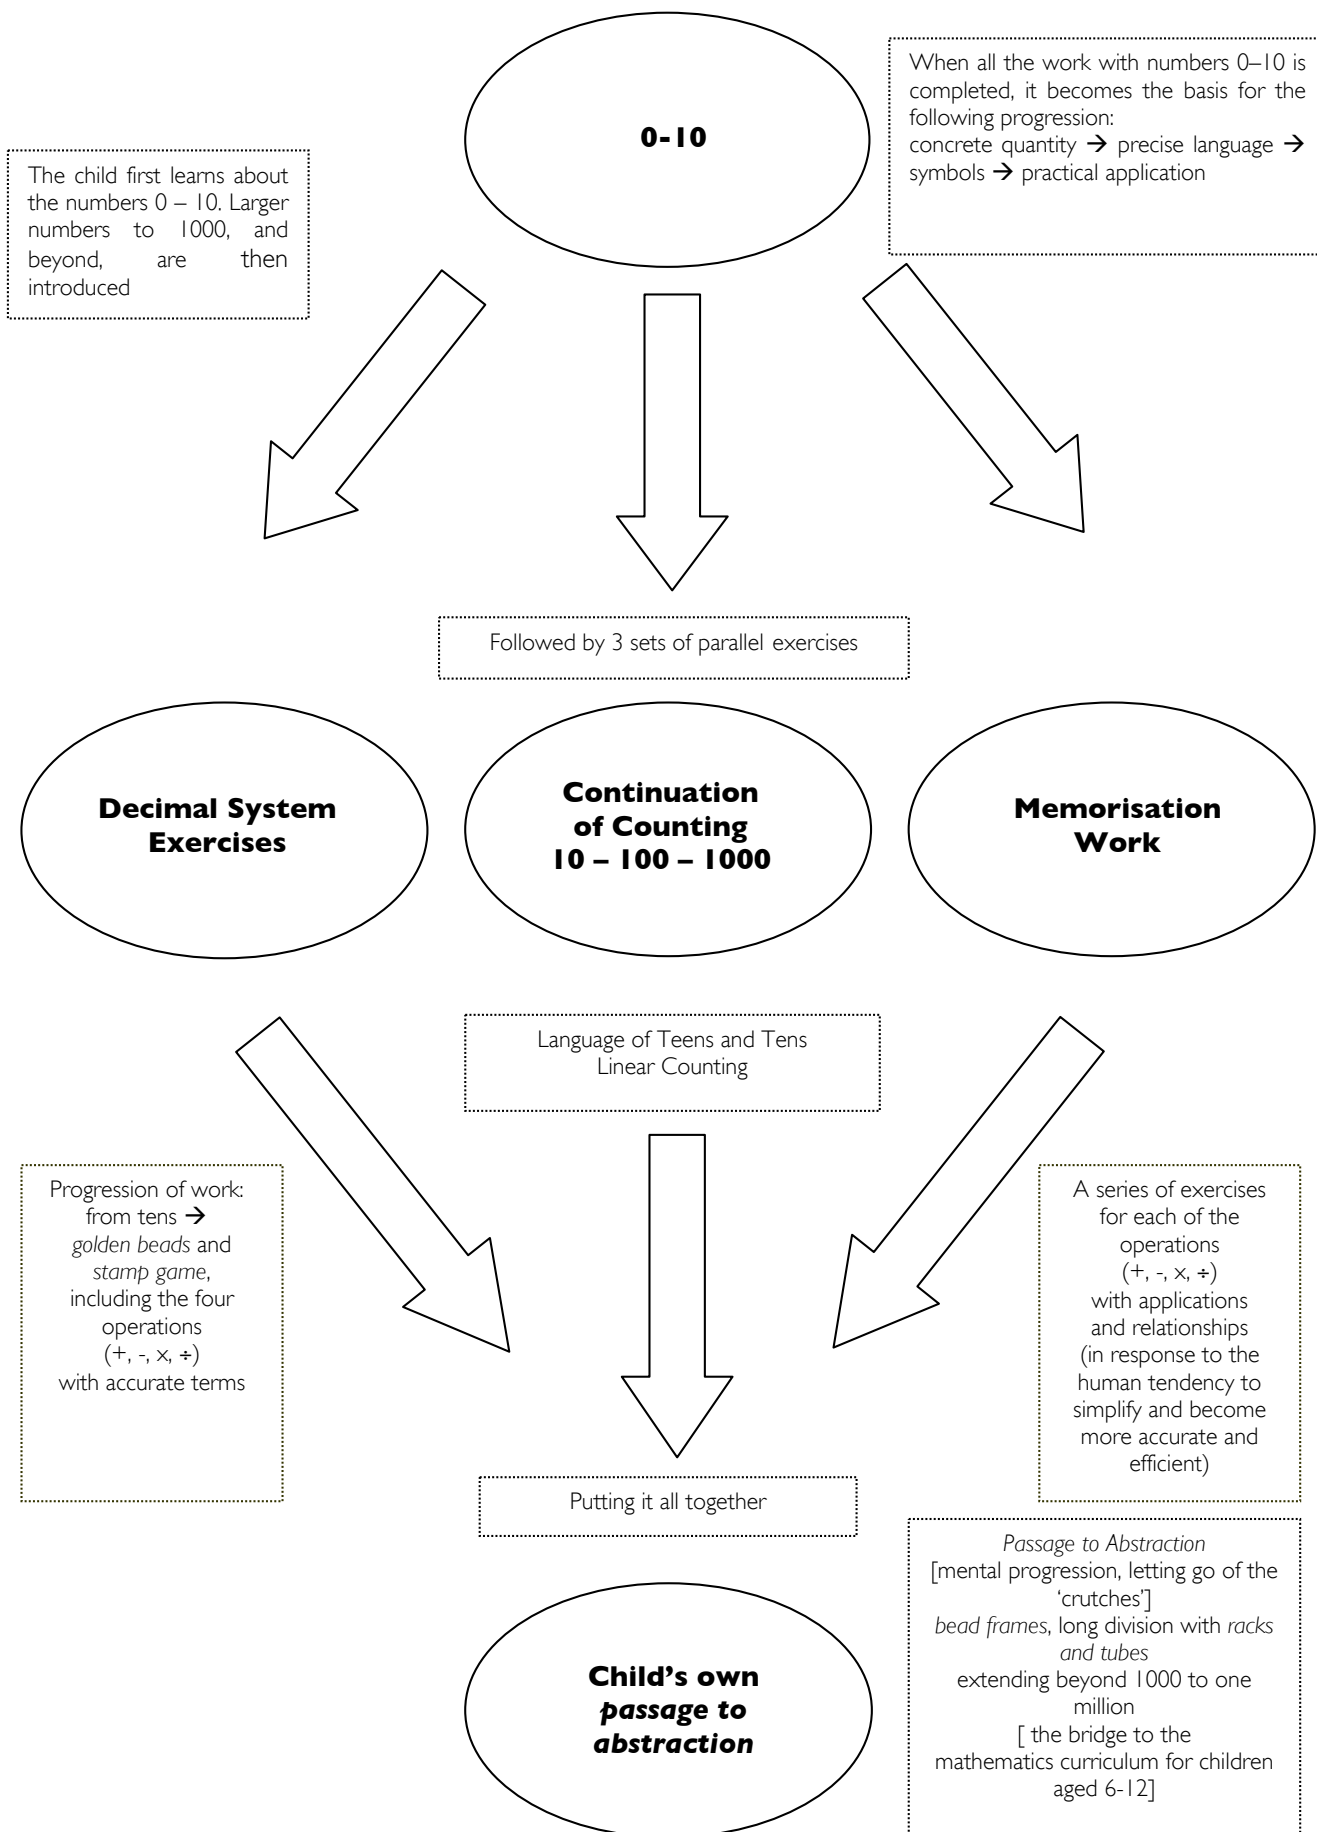 0-10
When all the work with numbers 0–10 is
completed, it becomes the basis for the
following progression:
concrete quantity → precise language →
symbols → practical application
The child first learns about
the numbers 0 – 10. Larger
numbers to 1000, and
beyond, are then
introduced
Followed by 3 sets of parallel exercises
Decimal System
Exercises
Continuation
of Counting
10 – 100 – 1000
Memorisation
Work
Language of Teens and Tens
Linear Counting
Progression of work:
from tens →
golden beads and
stamp game,
including the four
operations
(+, -, x, ÷)
with accurate terms
A series of exercises
for each of the
operations
(+, -, x, ÷)
with applications
and relationships
(in response to the
human tendency to
simplify and become
more accurate and
efficient)
Putting it all together
Passage to Abstraction
[mental progression, letting go of the
‘crutches’]
bead frames, long division with racks
and tubes
extending beyond 1000 to one
million
[ the bridge to the
mathematics curriculum for children
aged 6-12]
Child’s own
passage to
abstraction